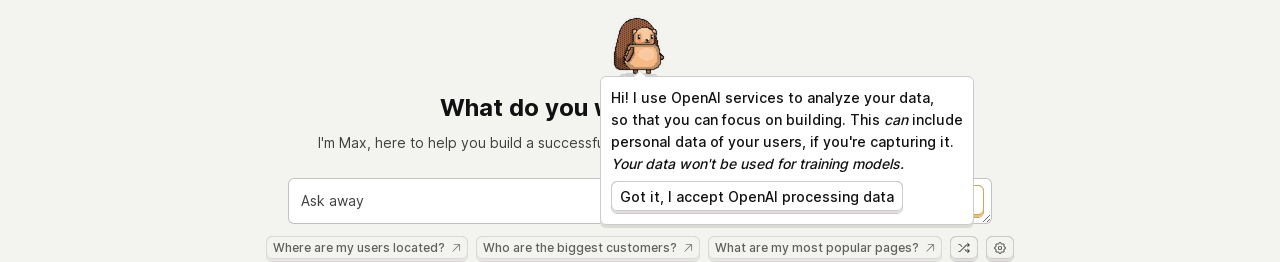 Hi! I use OpenAI services to analyze your data,
so that you can focus on building. This can include
personal data of your users, if you're capturing it.
Your data won't be used for training models.
Got it, I accept OpenAI processing data
What do you
I'm Max, here to help you build a successfu
Ask away
Where are my users located?
Who are the biggest customers?
What are my most popular pages?